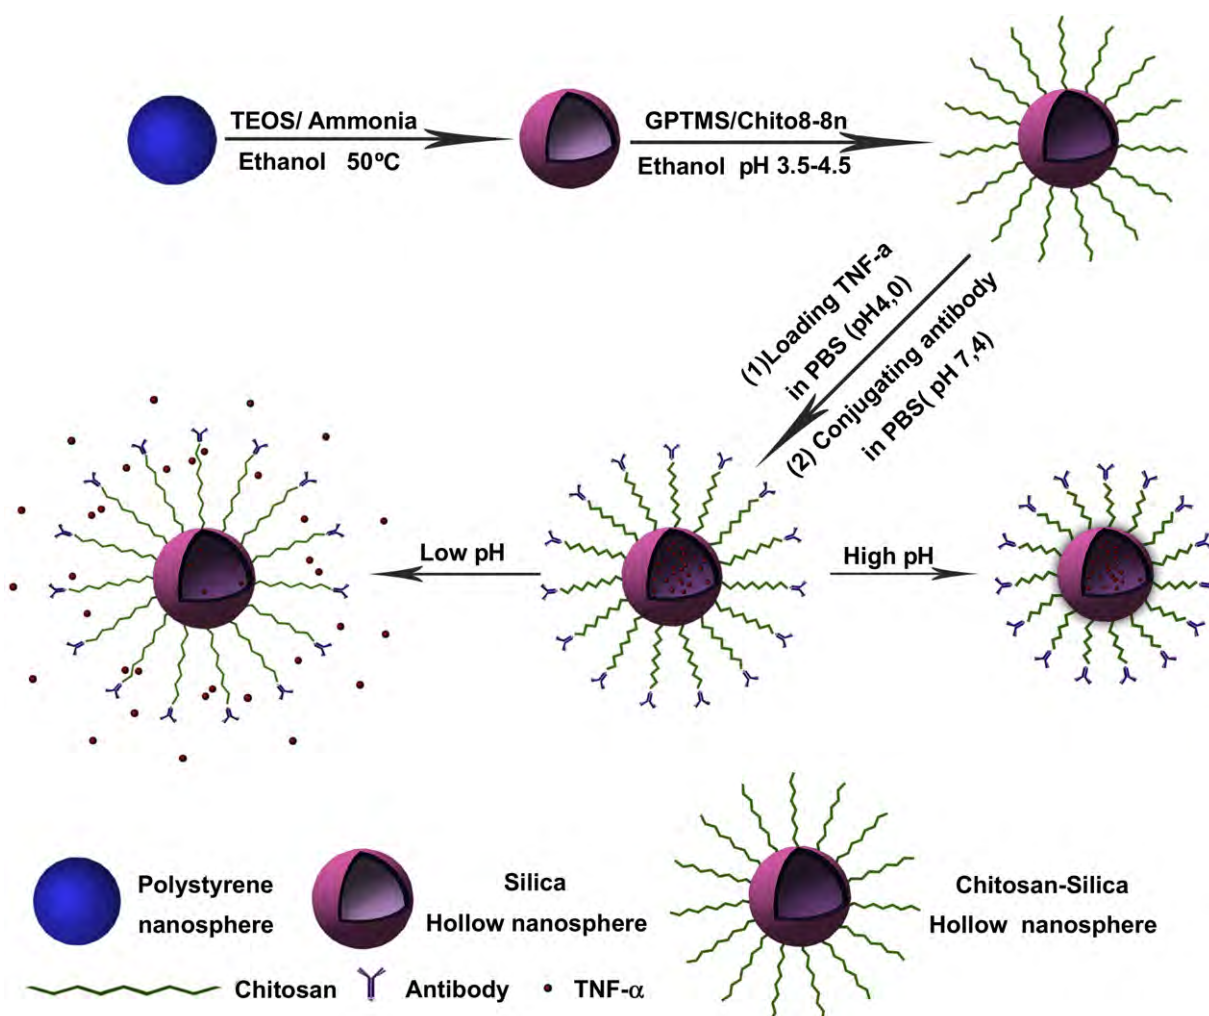 TEOS/ Ammonia
Ethanol 50ºC
GPTMS/Chito8-8n
Ethanol pH 3.5-4.5
(1)Loading TNF-a
in PBS (pH4,0)
(2) Conjugating antibody
in PBS( pH 7,4)
Low pH
High pH
Polystyrene
nanosphere
Silica
Hollow nanosphere
Chitosan-Silica
Hollow nanosphere
Chitosan
Antibody
TNF-α